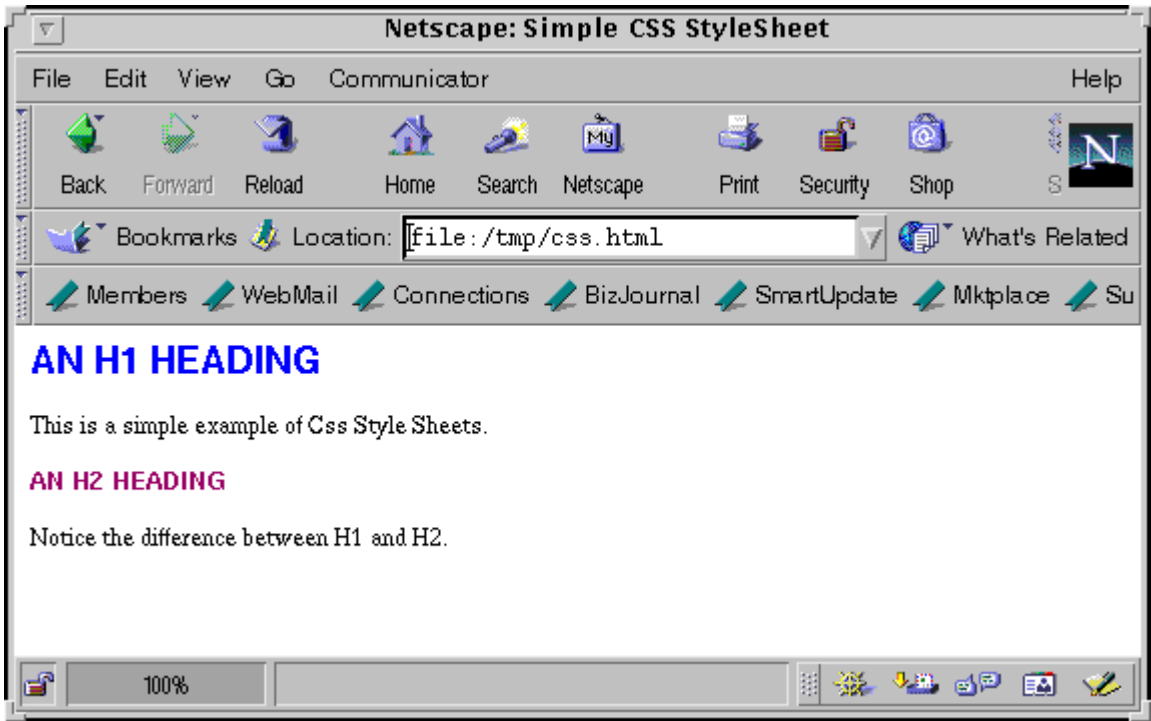 Netscape: Simple CSS StyleSheet
File Edit View Go Communicator Help
My N
Back Forward Reload Home Search Netscape Print Security Shop S
Bookmarks Location: file:/tmp/css.html What's Related
Members WebMail Connections BizJournal SmartUpdate Mktplace Su
AN H1 HEADING
This is a simple example of Css Style Sheets.
AN H2 HEADING
Notice the difference between H1 and H2.
100%